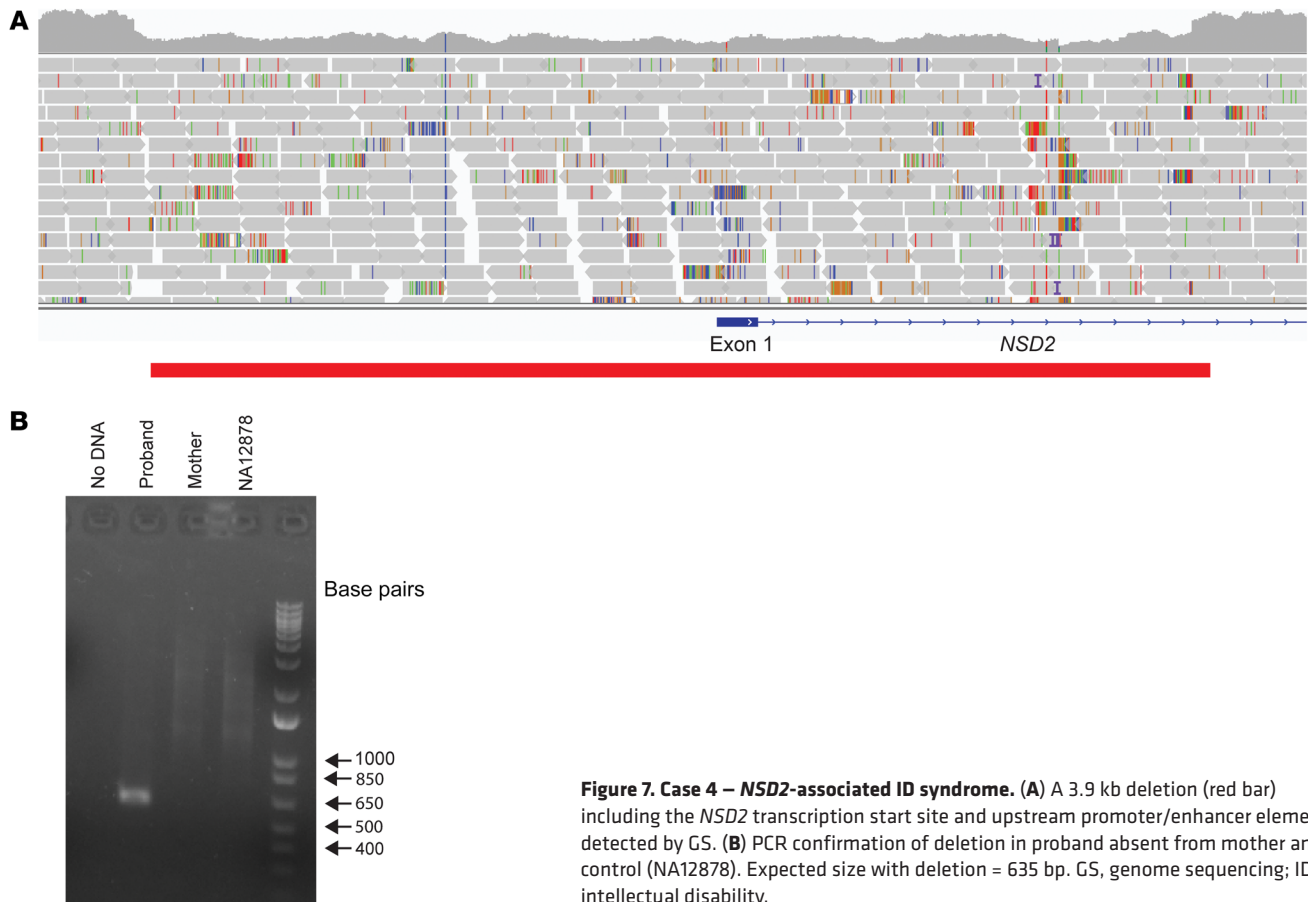 A
Exon 1
NSD2
B
No DNA
Proband
Mother
NA12878
Base pairs
1000
850
650
500
400
Figure 7. Case 4 – NSD2-associated ID syndrome. (A) A 3.9 kb deletion (red bar)
including the NSD2 transcription start site and upstream promoter/enhancer eleme
detected by GS. (B) PCR confirmation of deletion in proband absent from mother an
control (NA12878). Expected size with deletion = 635 bp. GS, genome sequencing; ID
intellectual disability.